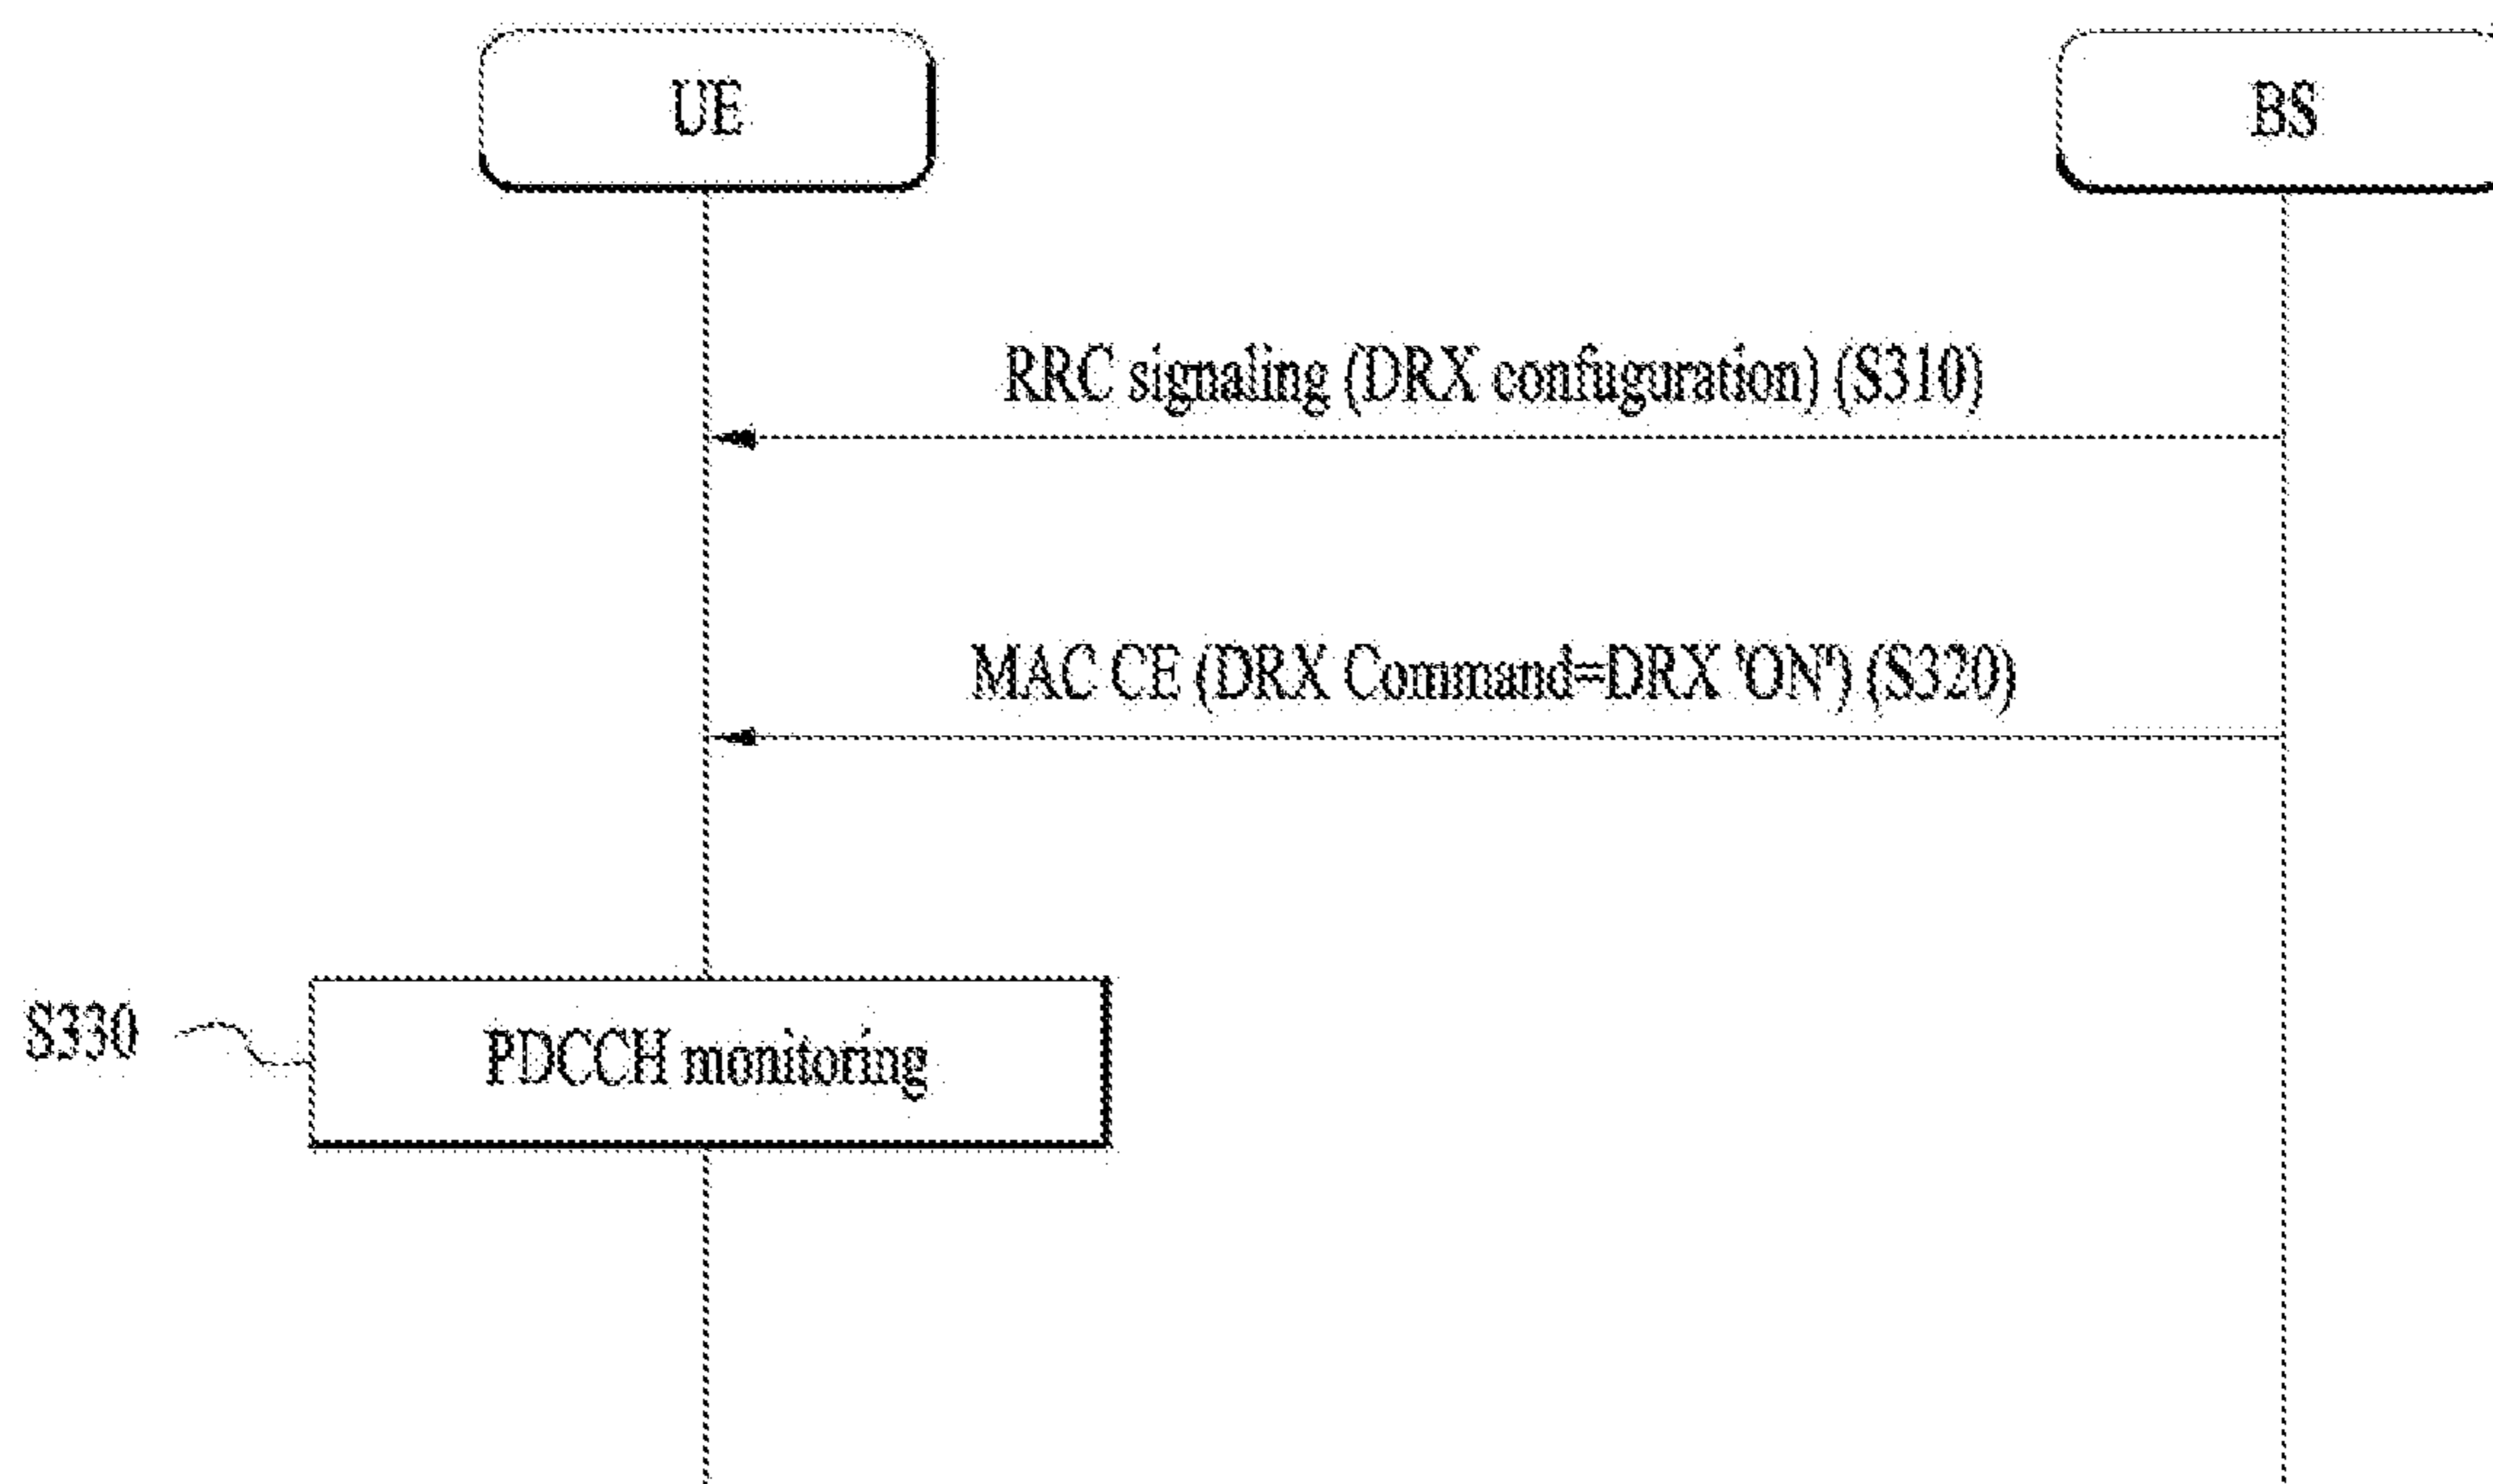 UE
BS
RRC signaling (DRX confuguration) (S310)
MAC CE (DRX Command=DRX 'ON') (S320)
S330
PDCCH monitoring